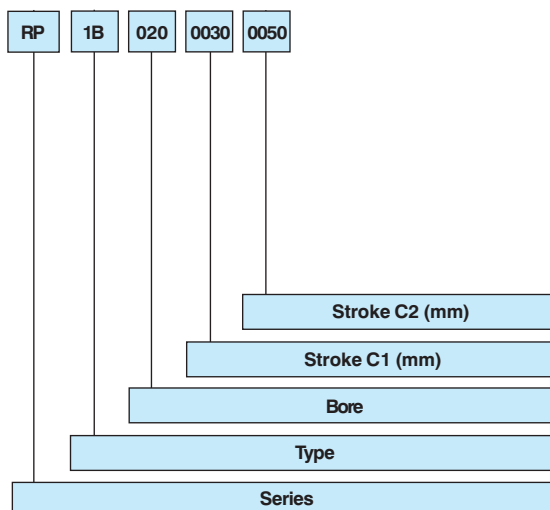 RP 1B 020 0030 0050
Stroke C2 (mm)
Stroke C1 (mm)
Bore
Type
Series